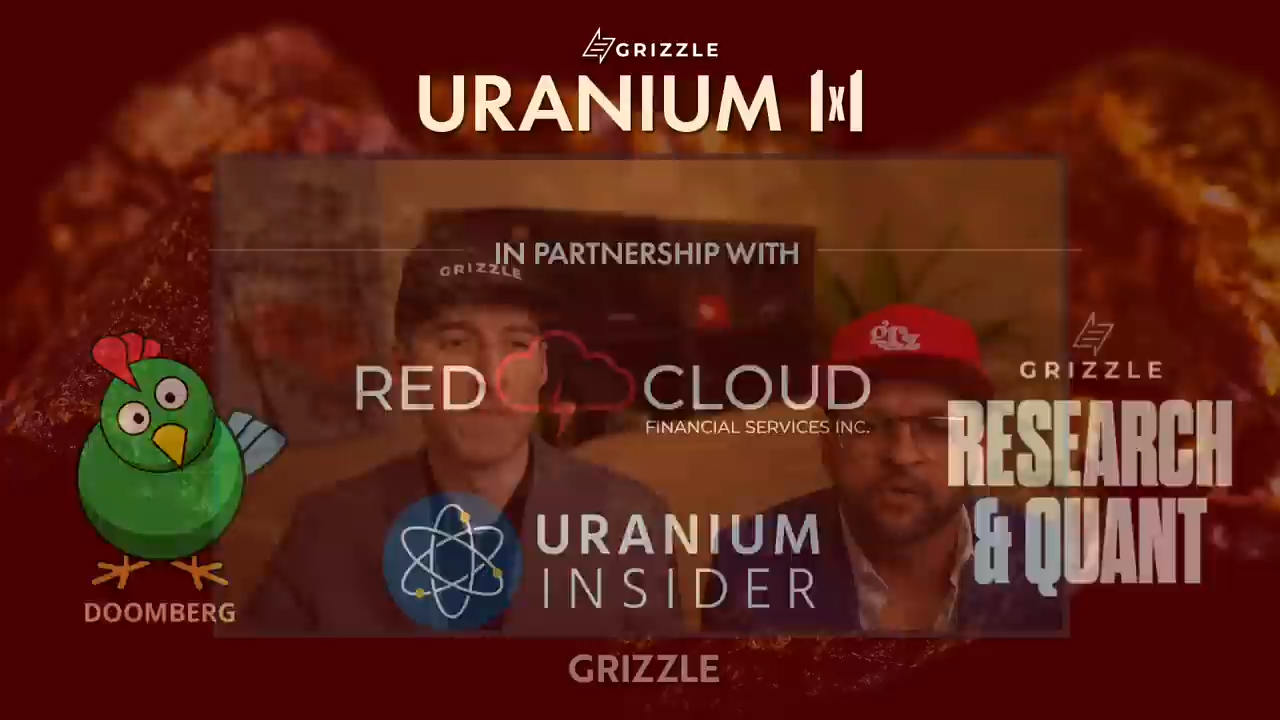 GRIZZLE
URANIUM 1x1
IN PARTNERSHIP WITH
GRIZZLE
grz
RED CLOUD
FINANCIAL SERVICES INC.
GRIZZLE
RESEARCH
& QUANT
URANIUM
INSIDER
DOOMBERG
GRIZZLE